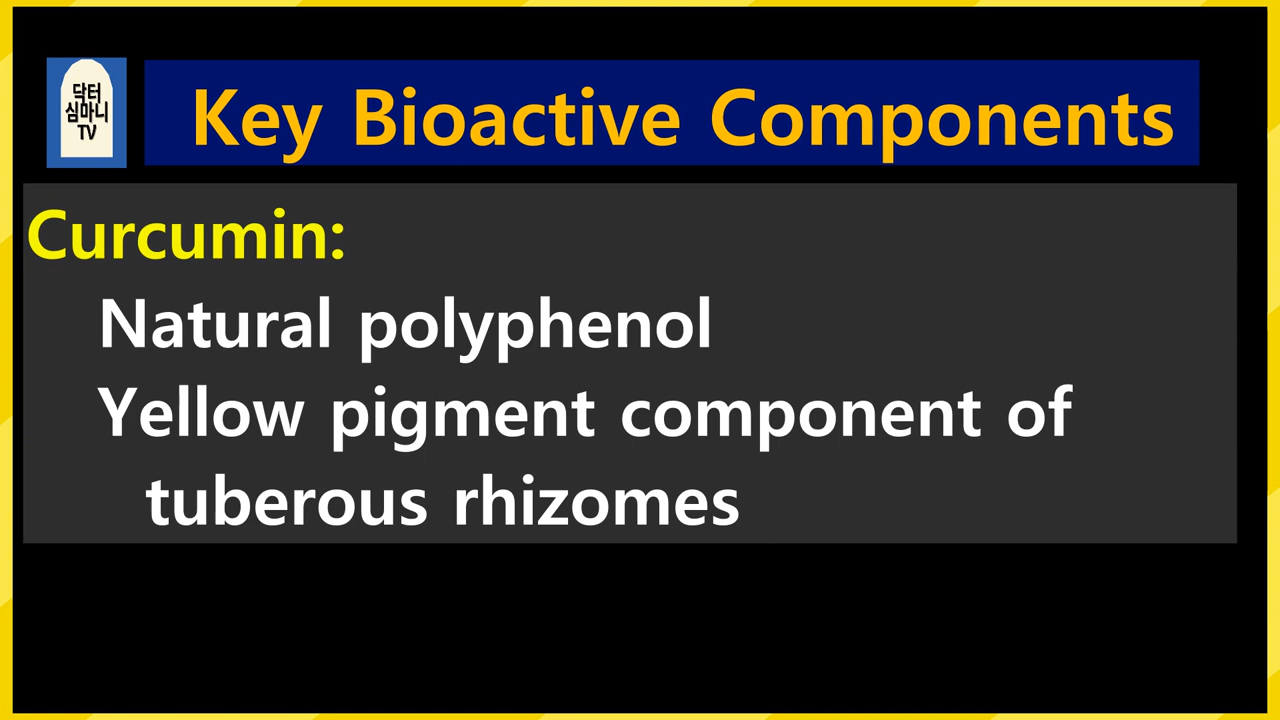 닥터
심마니
TV
Key Bioactive Components
Curcumin:
Natural polyphenol
Yellow pigment component of
tuberous rhizomes